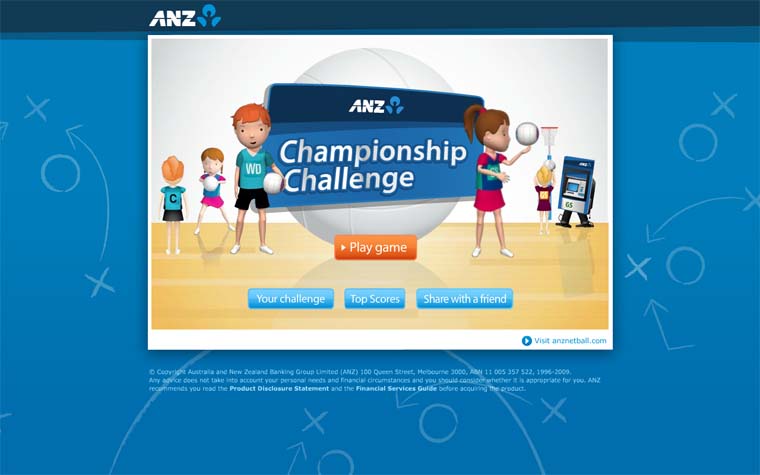 ANZ
ANZ
Championship
Challenge
WD
C
ANZ
GS
Play game
Your challenge
Top Scores
Share with a friend
Visit anznetball.com
© Copyright Australia and New Zealand Banking Group Limited (ANZ) 100 Queen Street, Melbourne 3000, ABN 11 005 357 522, 1996-2009.
Any advice does not take into account your personal needs and financial circumstances and you should consider whether it is appropriate for you. ANZ
recommends you read the Product Disclosure Statement and the Financial Services Guide before acquiring the product.